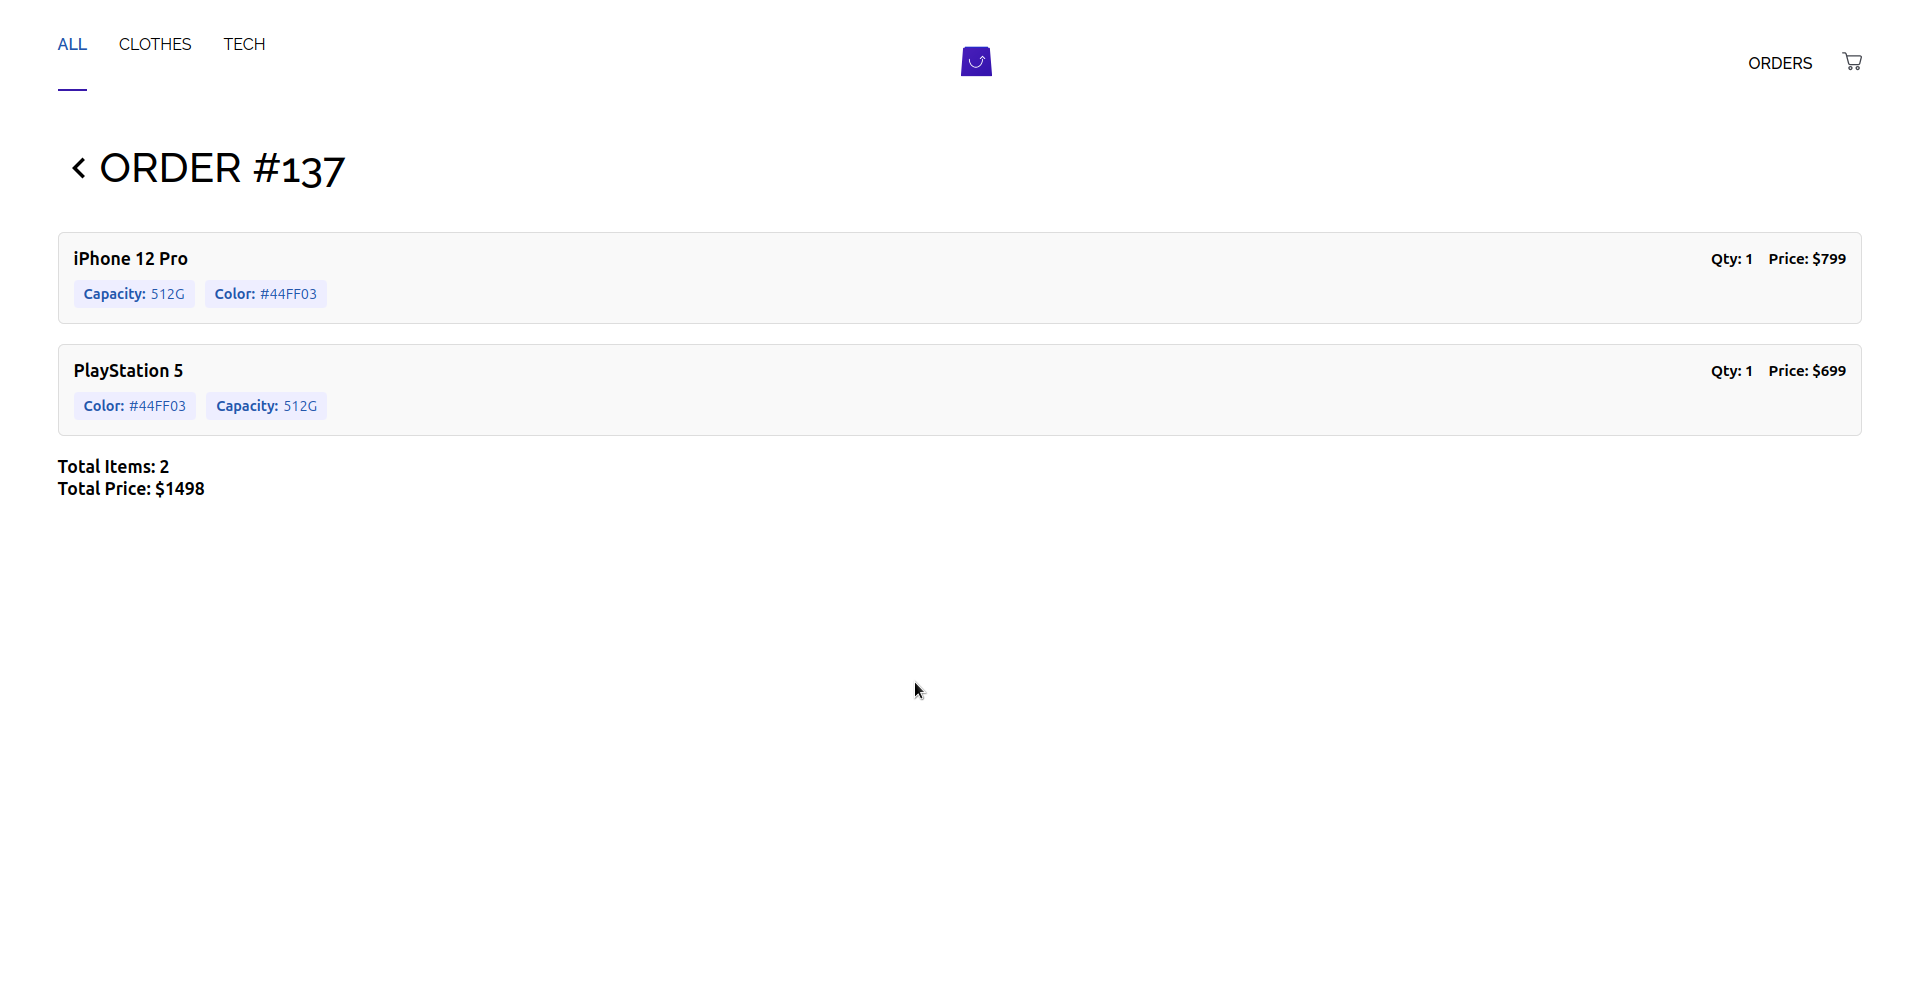 ALL CLOTHES TECH
ORDERS
ORDER #137
iPhone 12 Pro Qty: 1 Price: $799
Capacity: 512G Color: #44FF03
PlayStation 5 Qty: 1 Price: $699
Color: #44FF03 Capacity: 512G
Total Items: 2
Total Price: $1498